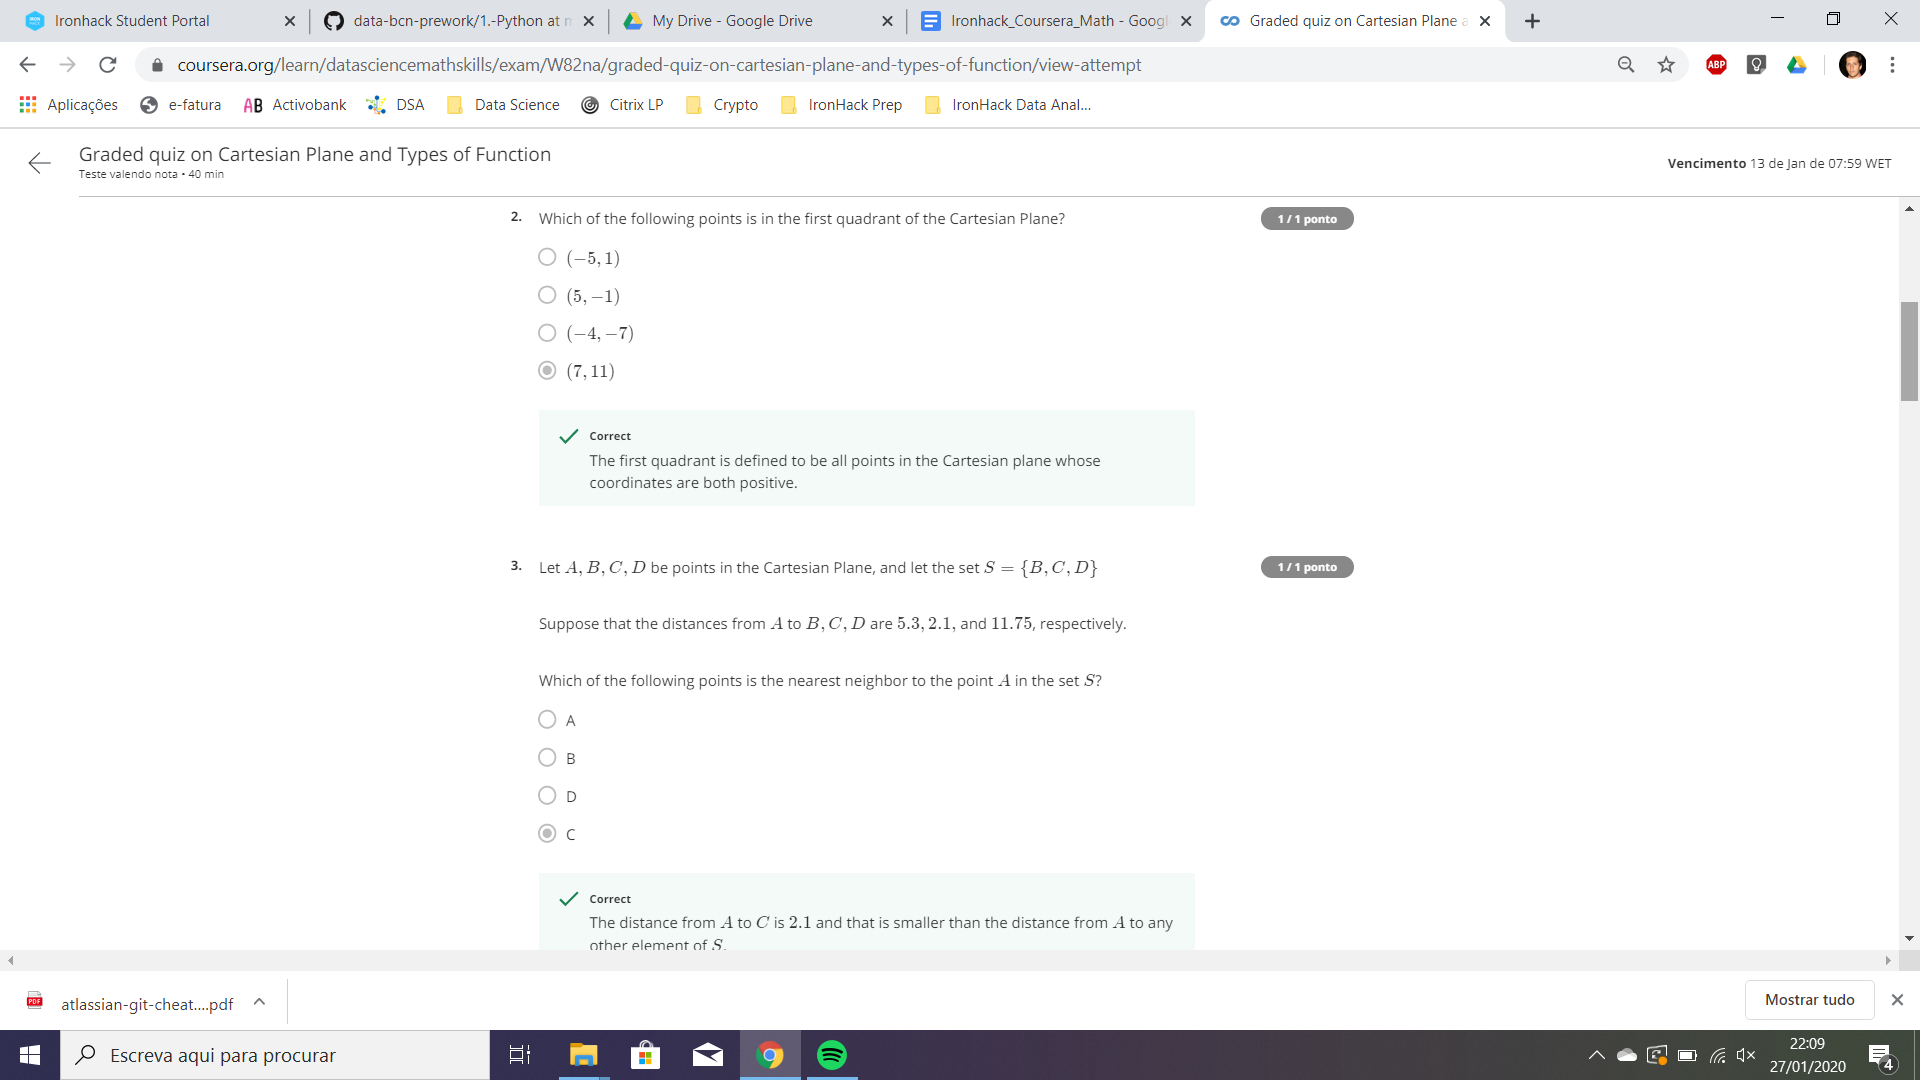 Ironhack Student Portal
data-bcn-prework/1.-Python at m
My Drive - Google Drive
Ironhack_Coursera_Math - Googl
Graded quiz on Cartesian Plane a
coursera.org/learn/datasciencemathskills/exam/W82na/graded-quiz-on-cartesian-plane-and-types-of-function/view-attempt
ABP
Aplicações
e-fatura
AB Activobank
DSA
Data Science
Citrix LP
Crypto
IronHack Prep
IronHack Data Anal...
Graded quiz on Cartesian Plane and Types of Function
Teste valendo nota • 40 min
Vencimento 13 de Jan de 07:59 WET
2. Which of the following points is in the first quadrant of the Cartesian Plane?
1 / 1 ponto
(−5, 1)
(5, −1)
(−4, −7)
(7, 11)
Correct
The first quadrant is defined to be all points in the Cartesian plane whose
coordinates are both positive.
3. Let A, B, C, D be points in the Cartesian Plane, and let the set S = {B, C, D}
1 / 1 ponto
Suppose that the distances from A to B, C, D are 5.3, 2.1, and 11.75, respectively.
Which of the following points is the nearest neighbor to the point A in the set S?
A
B
D
C
Correct
The distance from A to C is 2.1 and that is smaller than the distance from A to any
other element of S.
PDF
atlassian-git-cheat....pdf
Mostrar tudo
Escreva aqui para procurar
22:09
27/01/2020
4